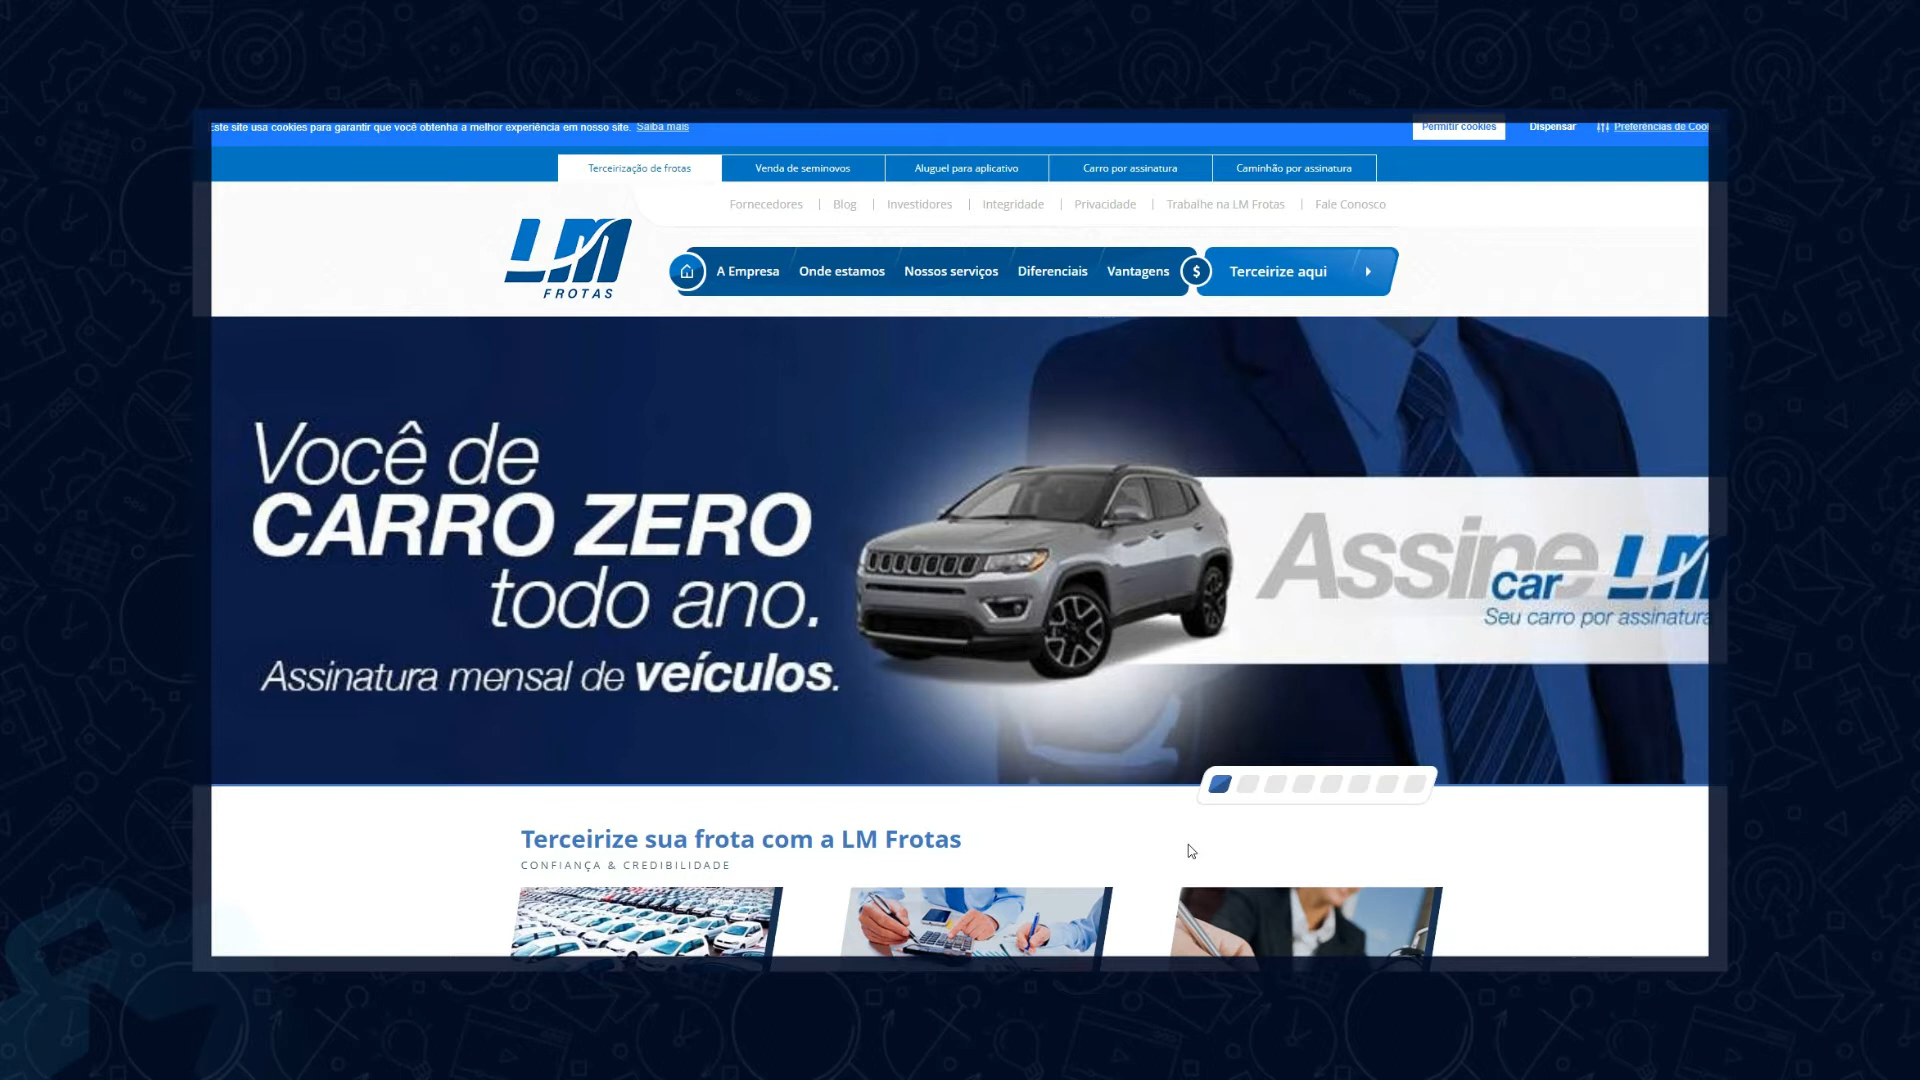 Este site usa cookies para garantir que você obtenha a melhor experiência em nosso site. Saiba mais
Permitir cookies
Dispensar
Preferências de Cool
Terceirização de frotas
Venda de seminovos
Aluguel para aplicativo
Carro por assinatura
Caminhão por assinatura
Fornecedores | Blog | Investidores | Integridade | Privacidade | Trabalhe na LM Frotas | Fale Conosco
LM
FROTAS
A Empresa
Onde estamos
Nossos serviços
Diferenciais
Vantagens
$
Terceirize aqui
Você de
CARRO ZERO
todo ano.
Assinatura mensal de veículos.
Assine
car LM
Seu carro por assinatura
Terceirize sua frota com a LM Frotas
CONFIANÇA & CREDIBILIDADE